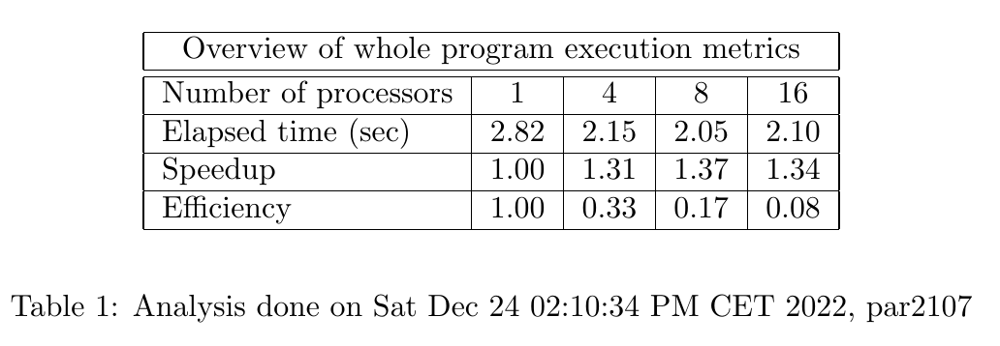 Overview of whole program execution metrics
Number of processors 1 4 8 16
Elapsed time (sec) 2.82 2.15 2.05 2.10
Speedup 1.00 1.31 1.37 1.34
Efficiency 1.00 0.33 0.17 0.08
Table 1: Analysis done on Sat Dec 24 02:10:34 PM CET 2022, par2107